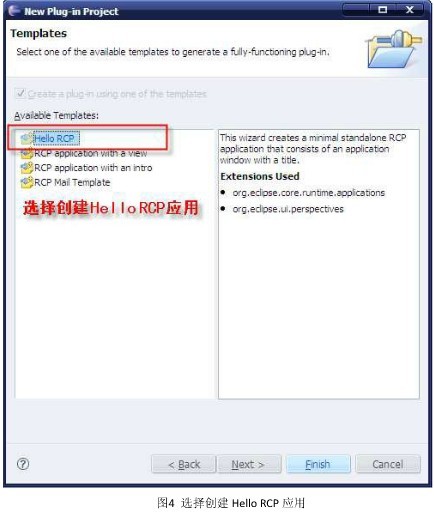 New Plug-in Project
Templates
Select one of the available templates to generate a fully-functioning plug-in.
Create a plug-in using one of the templates
Available Templates:
Hello RCP
RCP application with a view
RCP application with an intro
RCP Mail Template
选择创建Hello RCP应用
This wizard creates a minimal standalone RCP
application that consists of an application
window with a title.
Extensions Used
org.eclipse.core.runtime.applications
org.eclipse.ui.perspectives
< Back
Next >
Finish
Cancel
图4 选择创建 Hello RCP 应用